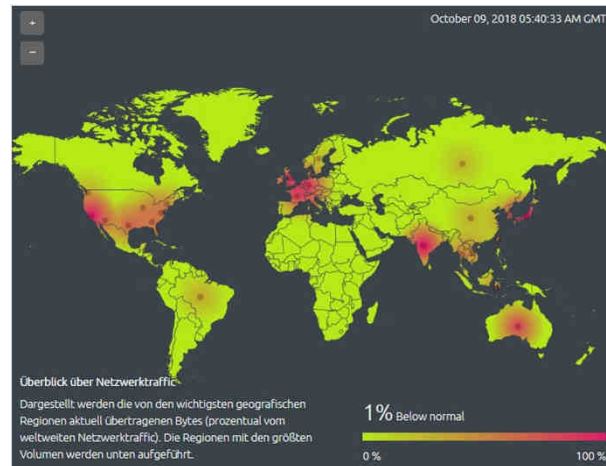 +
October 09, 2018 05:40:33 AM GMT
−
Überblick über Netzwerktraffic
Dargestellt werden die von den wichtigsten geografischen
Regionen aktuell übertragenen Bytes (prozentual vom
weltweiten Netzwerktraffic). Die Regionen mit den größten
Volumen werden unten aufgeführt.
1% Below normal
0 % 100 %